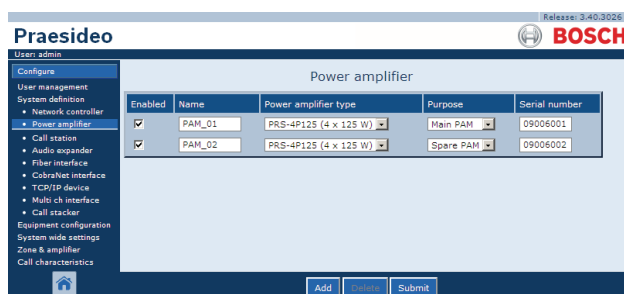 Release: 3.40.3026
Praesideo
BOSCH
User: admin
Configure
User management
System definition
• Network controller
• Power amplifier
• Call station
• Audio expander
• Fiber interface
• CobraNet interface
• TCP/IP device
• Multi ch interface
• Call stacker
Equipment configuration
System wide settings
Zone & amplifier
Call characteristics
Power amplifier
Enabled Name Power amplifier type Purpose Serial number
PAM_01 PRS-4P125 (4 x 125 W) Main PAM 09006001
PAM_02 PRS-4P125 (4 x 125 W) Spare PAM 09006002
Add Delete Submit